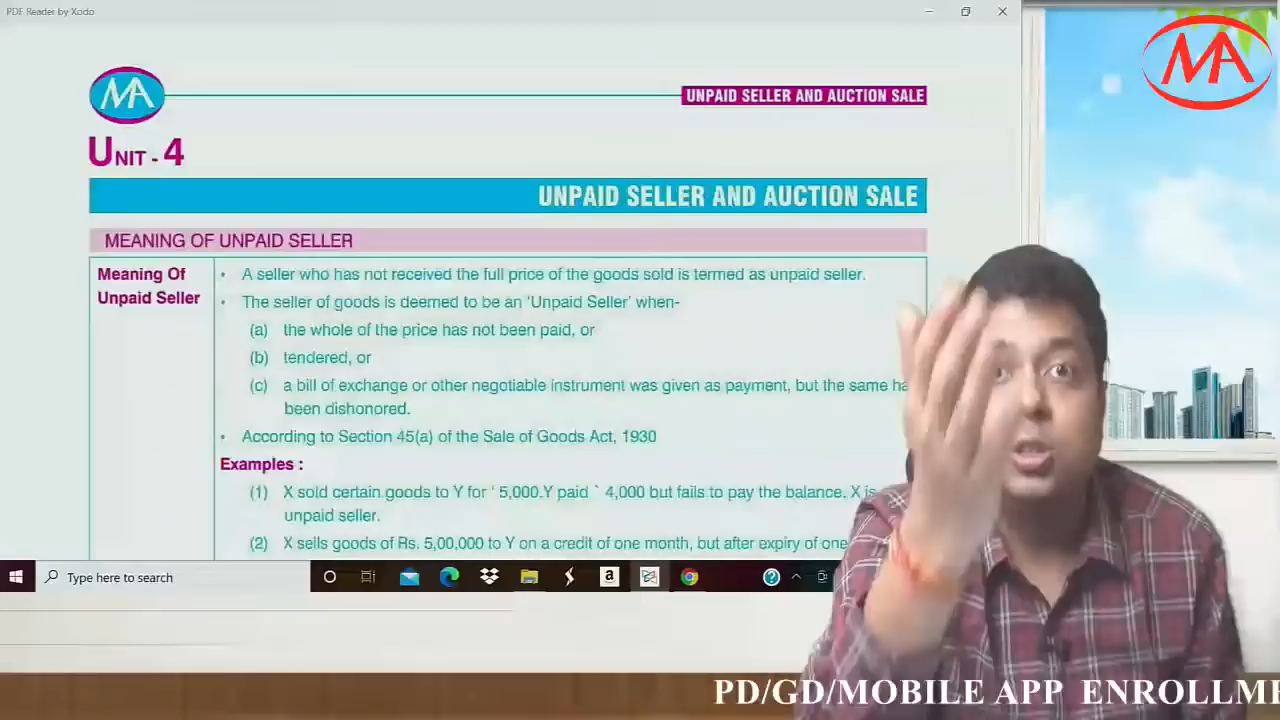 PDF Reader by Xodo
MA
MA
UNPAID SELLER AND AUCTION SALE
UNIT - 4
UNPAID SELLER AND AUCTION SALE
MEANING OF UNPAID SELLER
Meaning Of
Unpaid Seller
• A seller who has not received the full price of the goods sold is termed as unpaid seller.
• The seller of goods is deemed to be an ‘Unpaid Seller’ when-
(a) the whole of the price has not been paid, or
(b) tendered, or
(c) a bill of exchange or other negotiable instrument was given as payment, but the same ha
been dishonored.
• According to Section 45(a) of the Sale of Goods Act, 1930
Examples :
(1) X sold certain goods to Y for ‘ 5,000.Y paid ` 4,000 but fails to pay the balance. X is
unpaid seller.
(2) X sells goods of Rs. 5,00,000 to Y on a credit of one month, but after expiry of one
Type here to search
a
PD/GD/MOBILE APP ENROLLME